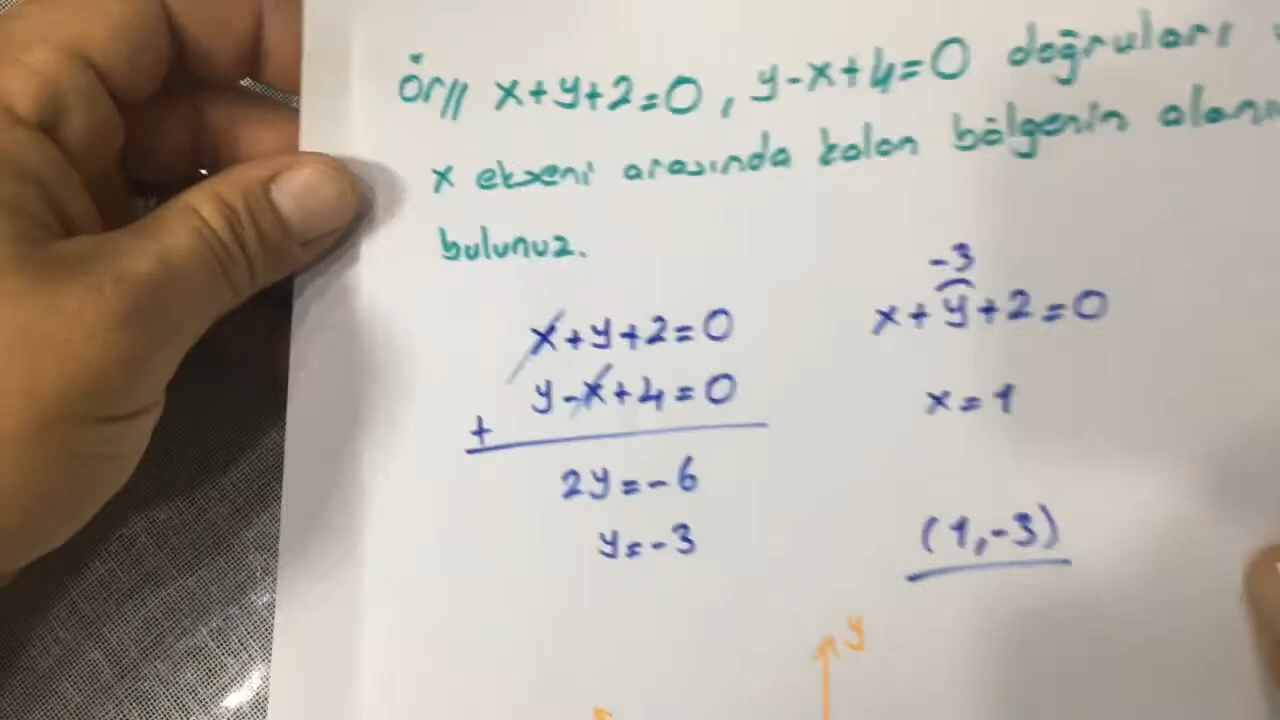 Ör// x+y+2=0, y-x+4=0 doğruları
x ekseni arasında kalan bölgenin alanı
bulunuz.
x+y+2=0
y-x+4=0
+
2y=-6
y=-3
-3
x+y+2=0
x=1
(1,-3)
y